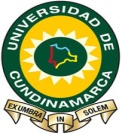 UNIVERSIDAD DE
CUNDINAMARCA
EXUMBRA IN SOLEM